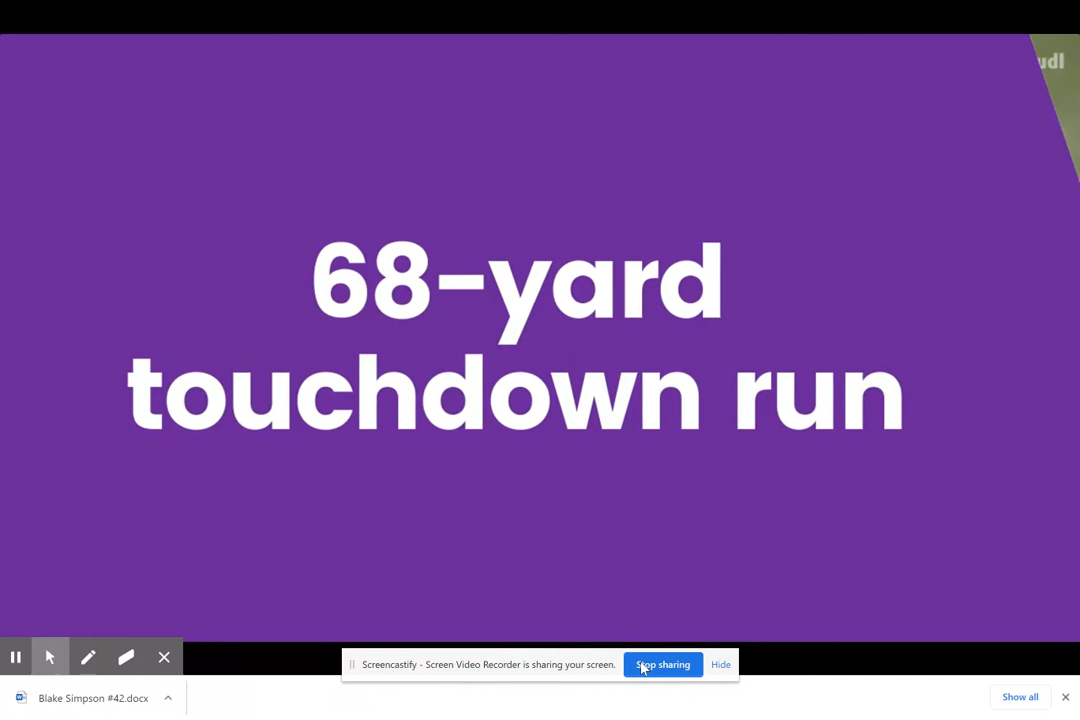 udl
68-yard
touchdown run
Screencastify - Screen Video Recorder is sharing your screen.
Stop sharing
Hide
Blake Simpson #42.docx
Show all